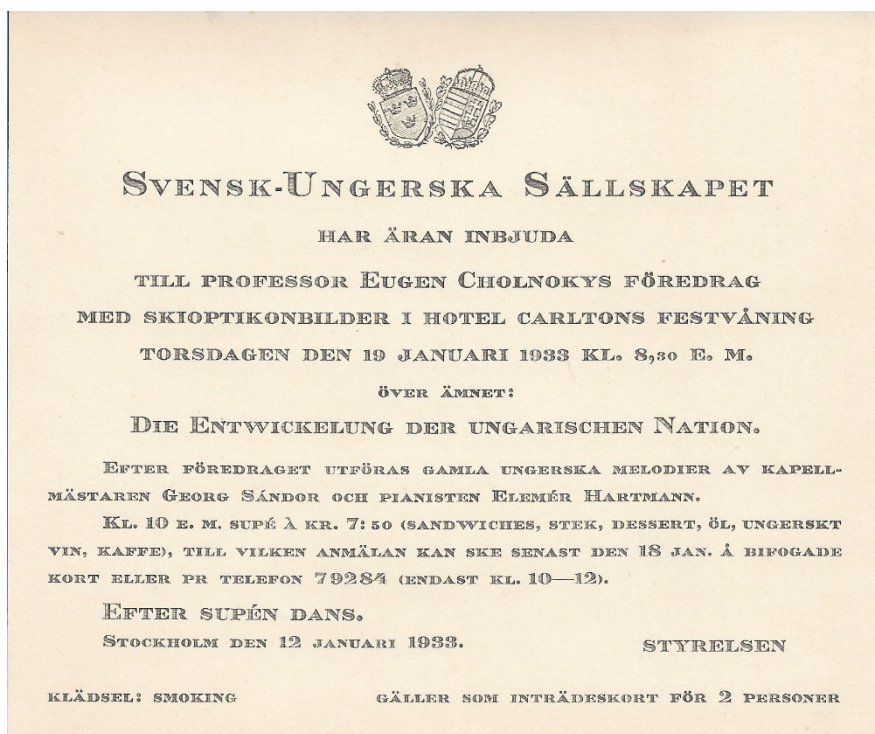 SVENSK-UNGERSKA SÄLLSKAPET
HAR ÄRAN INBJUDA
TILL PROFESSOR EUGEN CHOLNOKYS FÖREDRAG
MED SKIOPTIKONBILDER I HOTEL CARLTONS FESTVÅNING
TORSDAGEN DEN 19 JANUARI 1933 KL. 8,30 E. M.
ÖVER ÄMNET:
DIE ENTWICKELUNG DER UNGARISCHEN NATION.
EFTER FÖREDRAGET UTFÖRAS GAMLA UNGERSKA MELODIER AV KAPELL-
MÄSTAREN GEORG SÁNDOR OCH PIANISTEN ELEMÉR HARTMANN.
KL. 10 E. M. SUPÉ À KR. 7: 50 (SANDWICHES, STEK, DESSERT, ÖL, UNGERSKT
VIN, KAFFE), TILL VILKEN ANMÄLAN KAN SKE SENAST DEN 18 JAN. Å BIFOGADE
KORT ELLER PR TELEFON 79284 (ENDAST KL. 10—12).
EFTER SUPÉN DANS.
STOCKHOLM DEN 12 JANUARI 1933.
STYRELSEN
KLÄDSEL: SMOKING
GÄLLER SOM INTRÄDESKORT FÖR 2 PERSONER